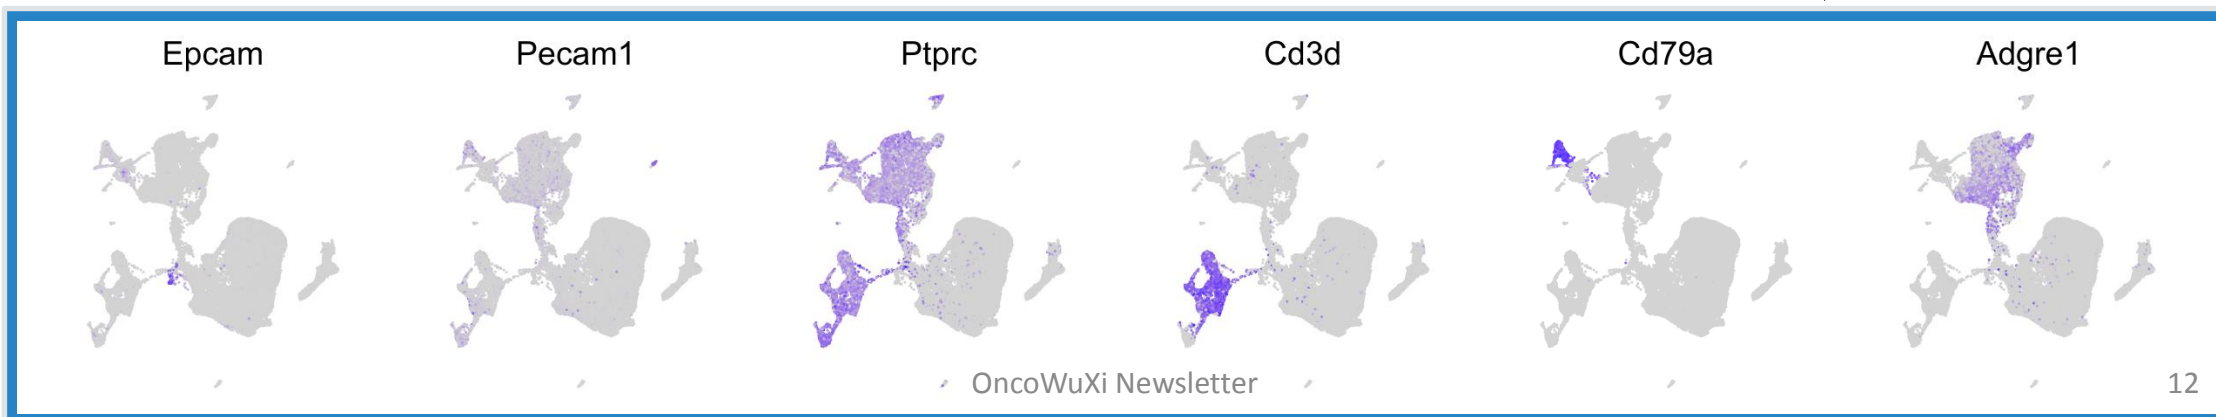 Epcam Pecam1 Ptprc Cd3d Cd79a Adgre1
OncoWuXi Newsletter
12